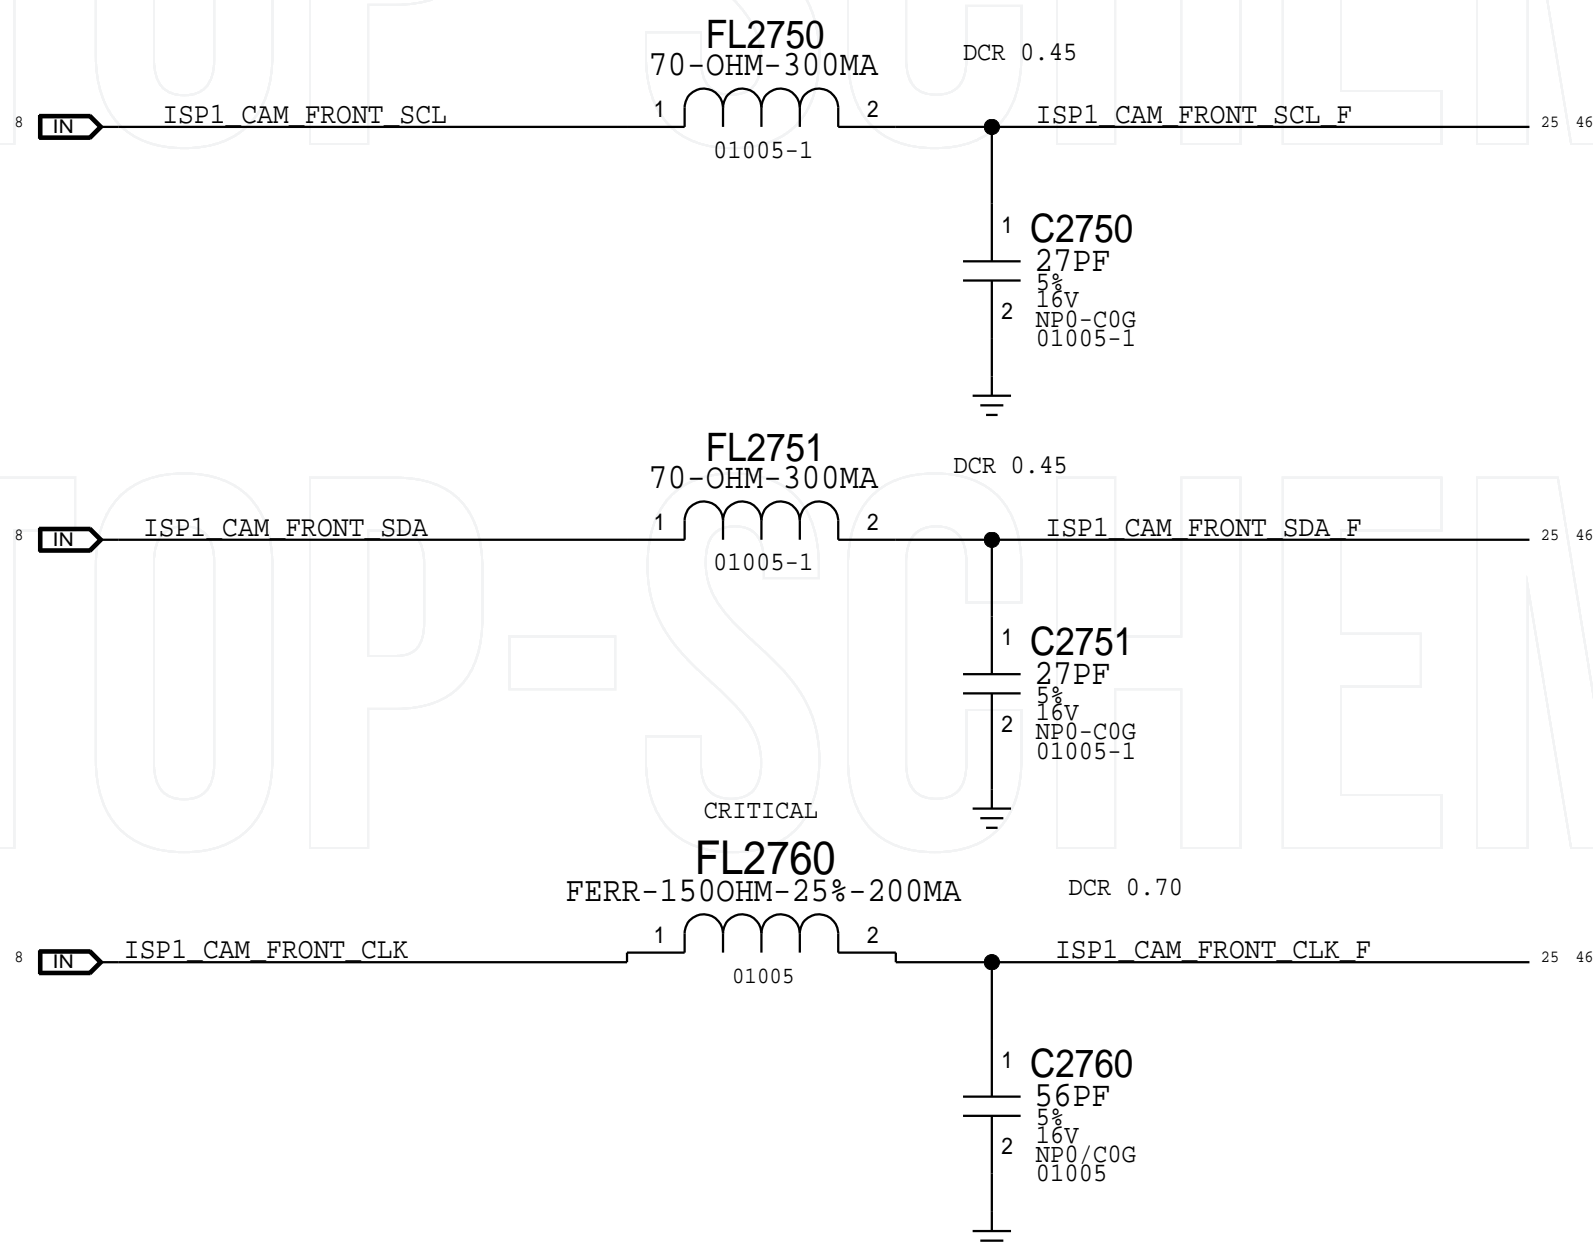 FL2750
70-OHM-300MA
DCR 0.45
8 IN ISP1_CAM_FRONT_SCL 1 2 ISP1_CAM_FRONT_SCL_F 25 46
01005-1
1 C2750
27PF
5%
16V
2 NP0-C0G
01005-1
FL2751
70-OHM-300MA
DCR 0.45
8 IN ISP1_CAM_FRONT_SDA 1 2 ISP1_CAM_FRONT_SDA_F 25 46
01005-1
1 C2751
27PF
5%
16V
2 NP0-C0G
01005-1
CRITICAL
FL2760
FERR-150OHM-25%-200MA
DCR 0.70
8 IN ISP1_CAM_FRONT_CLK 1 2 ISP1_CAM_FRONT_CLK_F 25 46
01005
1 C2760
56PF
5%
16V
2 NP0/C0G
01005
TOP-SCHEM